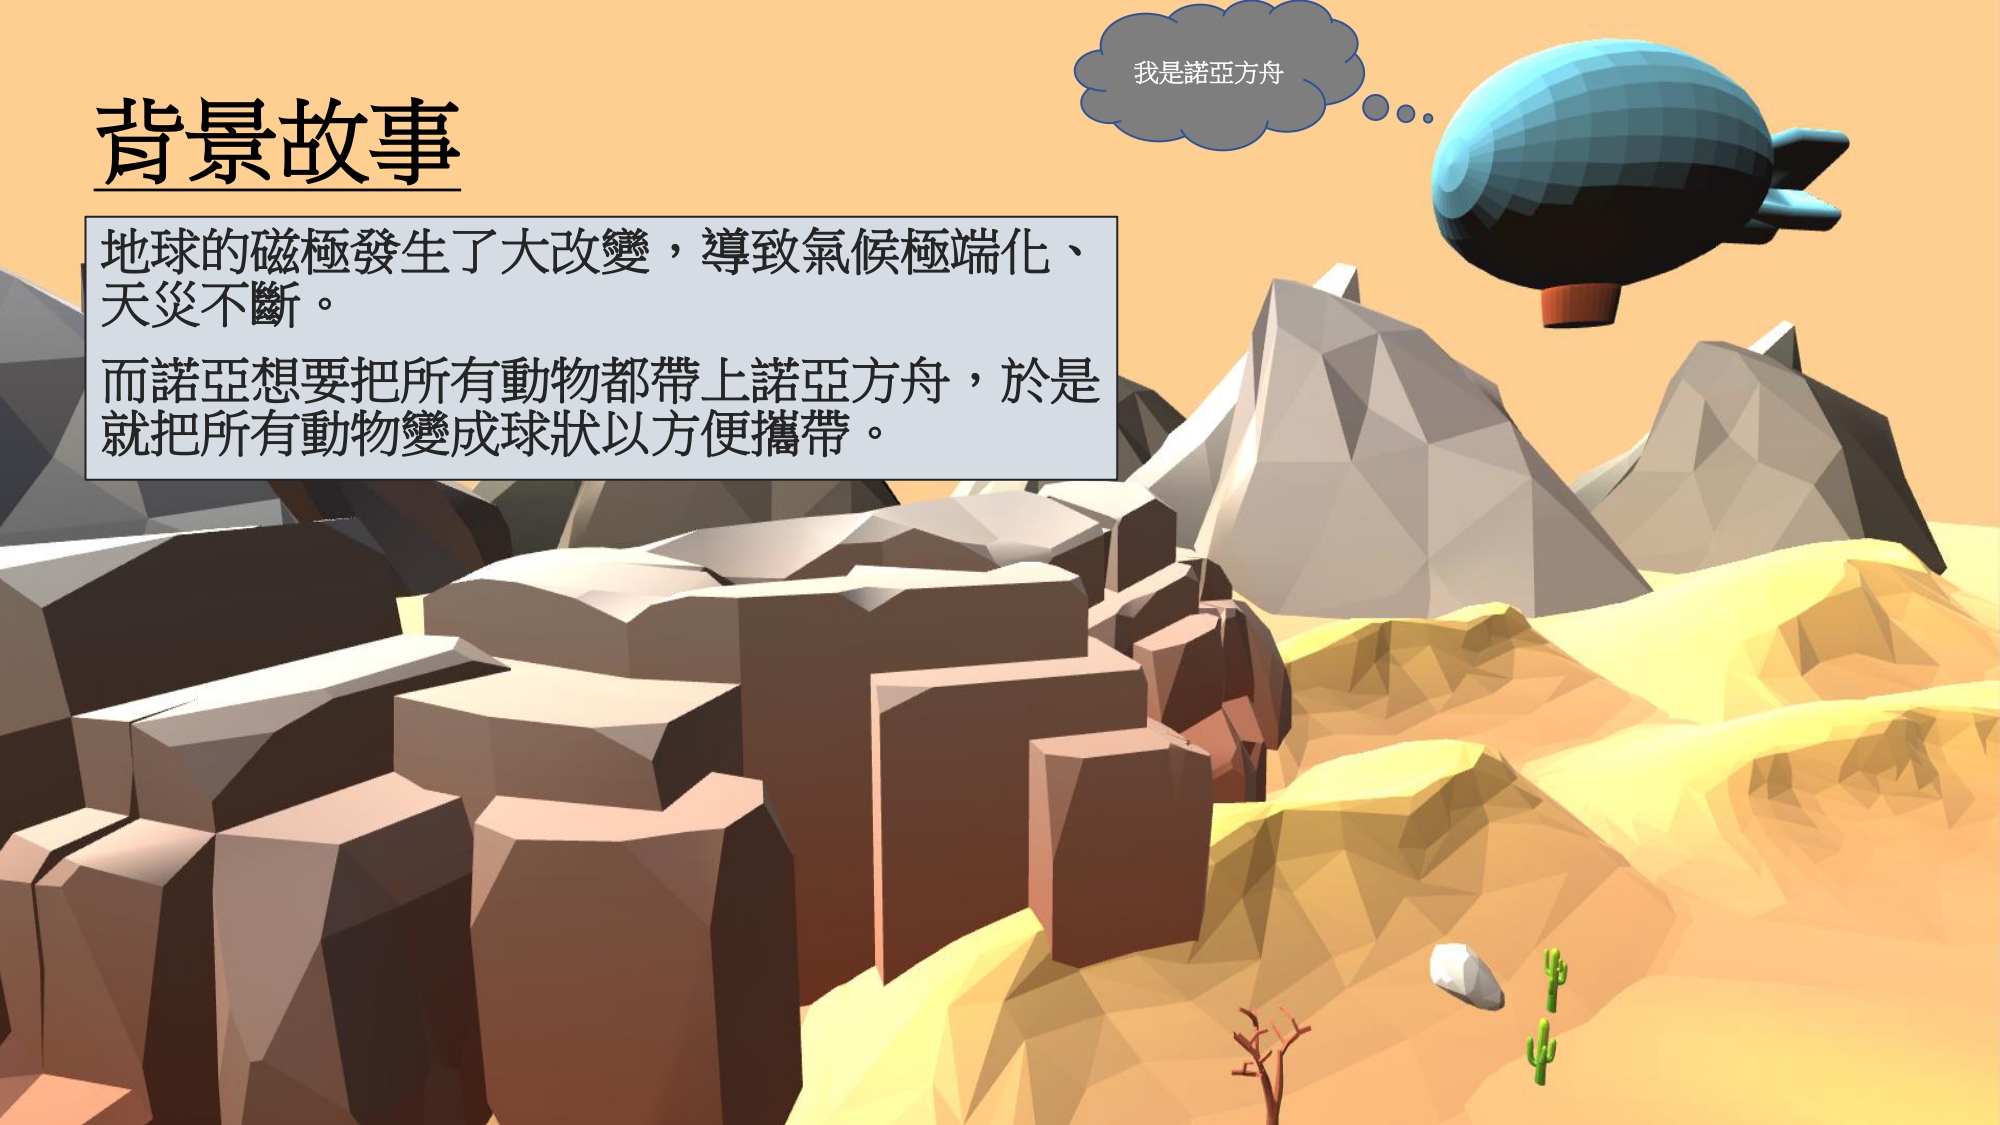 我是諾亞方舟
背景故事
地球的磁極發生了大改變，導致氣候極端化、
天災不斷。
而諾亞想要把所有動物都帶上諾亞方舟，於是
就把所有動物變成球狀以方便攜帶。